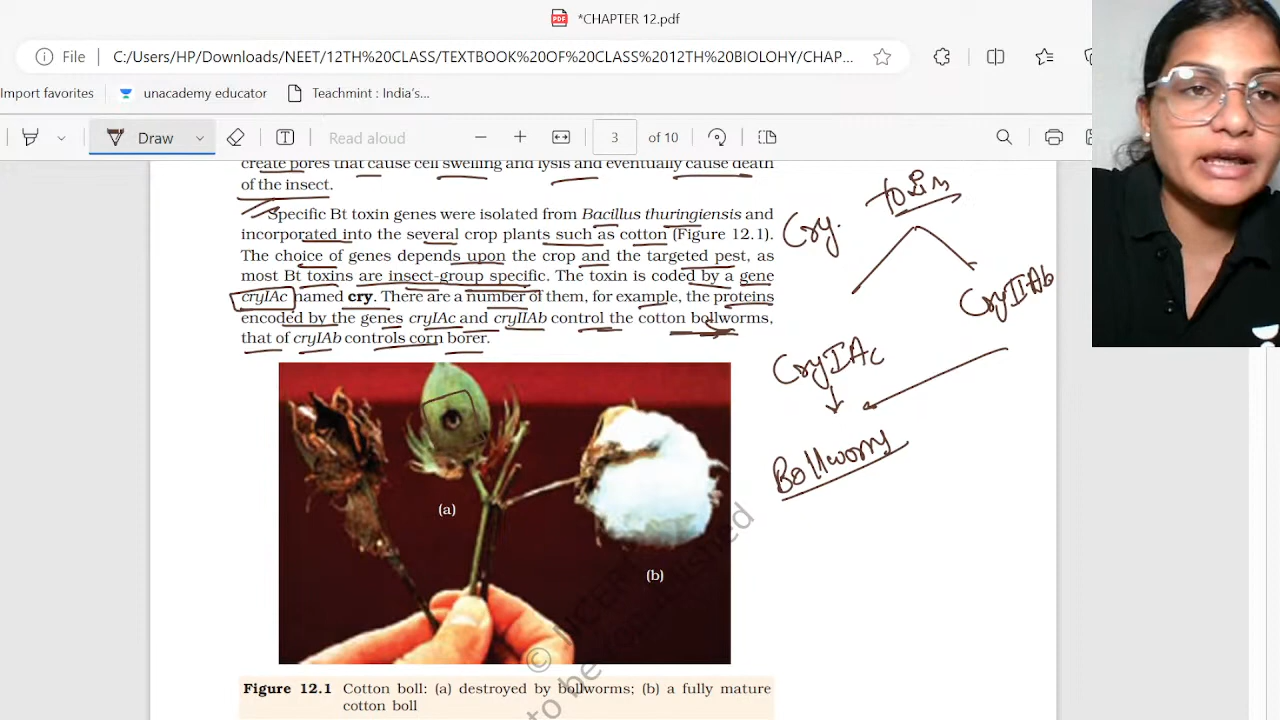 *CHAPTER 12.pdf
File C:/Users/HP/Downloads/NEET/12TH%20CLASS/TEXTBOOK%20OF%20CLASS%2012TH%20BIOLOHY/CHAP...
Import favorites unacademy educator Teachmint : India's...
Draw Read aloud 3 of 10
create pores that cause cell swelling and lysis and eventually cause death
of the insect.
Specific Bt toxin genes were isolated from Bacillus thuringiensis and
incorporated into the several crop plants such as cotton (Figure 12.1).
The choice of genes depends upon the crop and the targeted pest, as
most Bt toxins are insect-group specific. The toxin is coded by a gene
cryIAc named cry. There are a number of them, for example, the proteins
encoded by the genes cryIAc and cryIIAb control the cotton bollworms,
that of cryIAb controls corn borer.
toxin
Cry.
CryIIAb
CryIAc
Bollworm
(a)
(b)
© NCERT
to be republished
Figure 12.1 Cotton boll: (a) destroyed by bollworms; (b) a fully mature
cotton boll